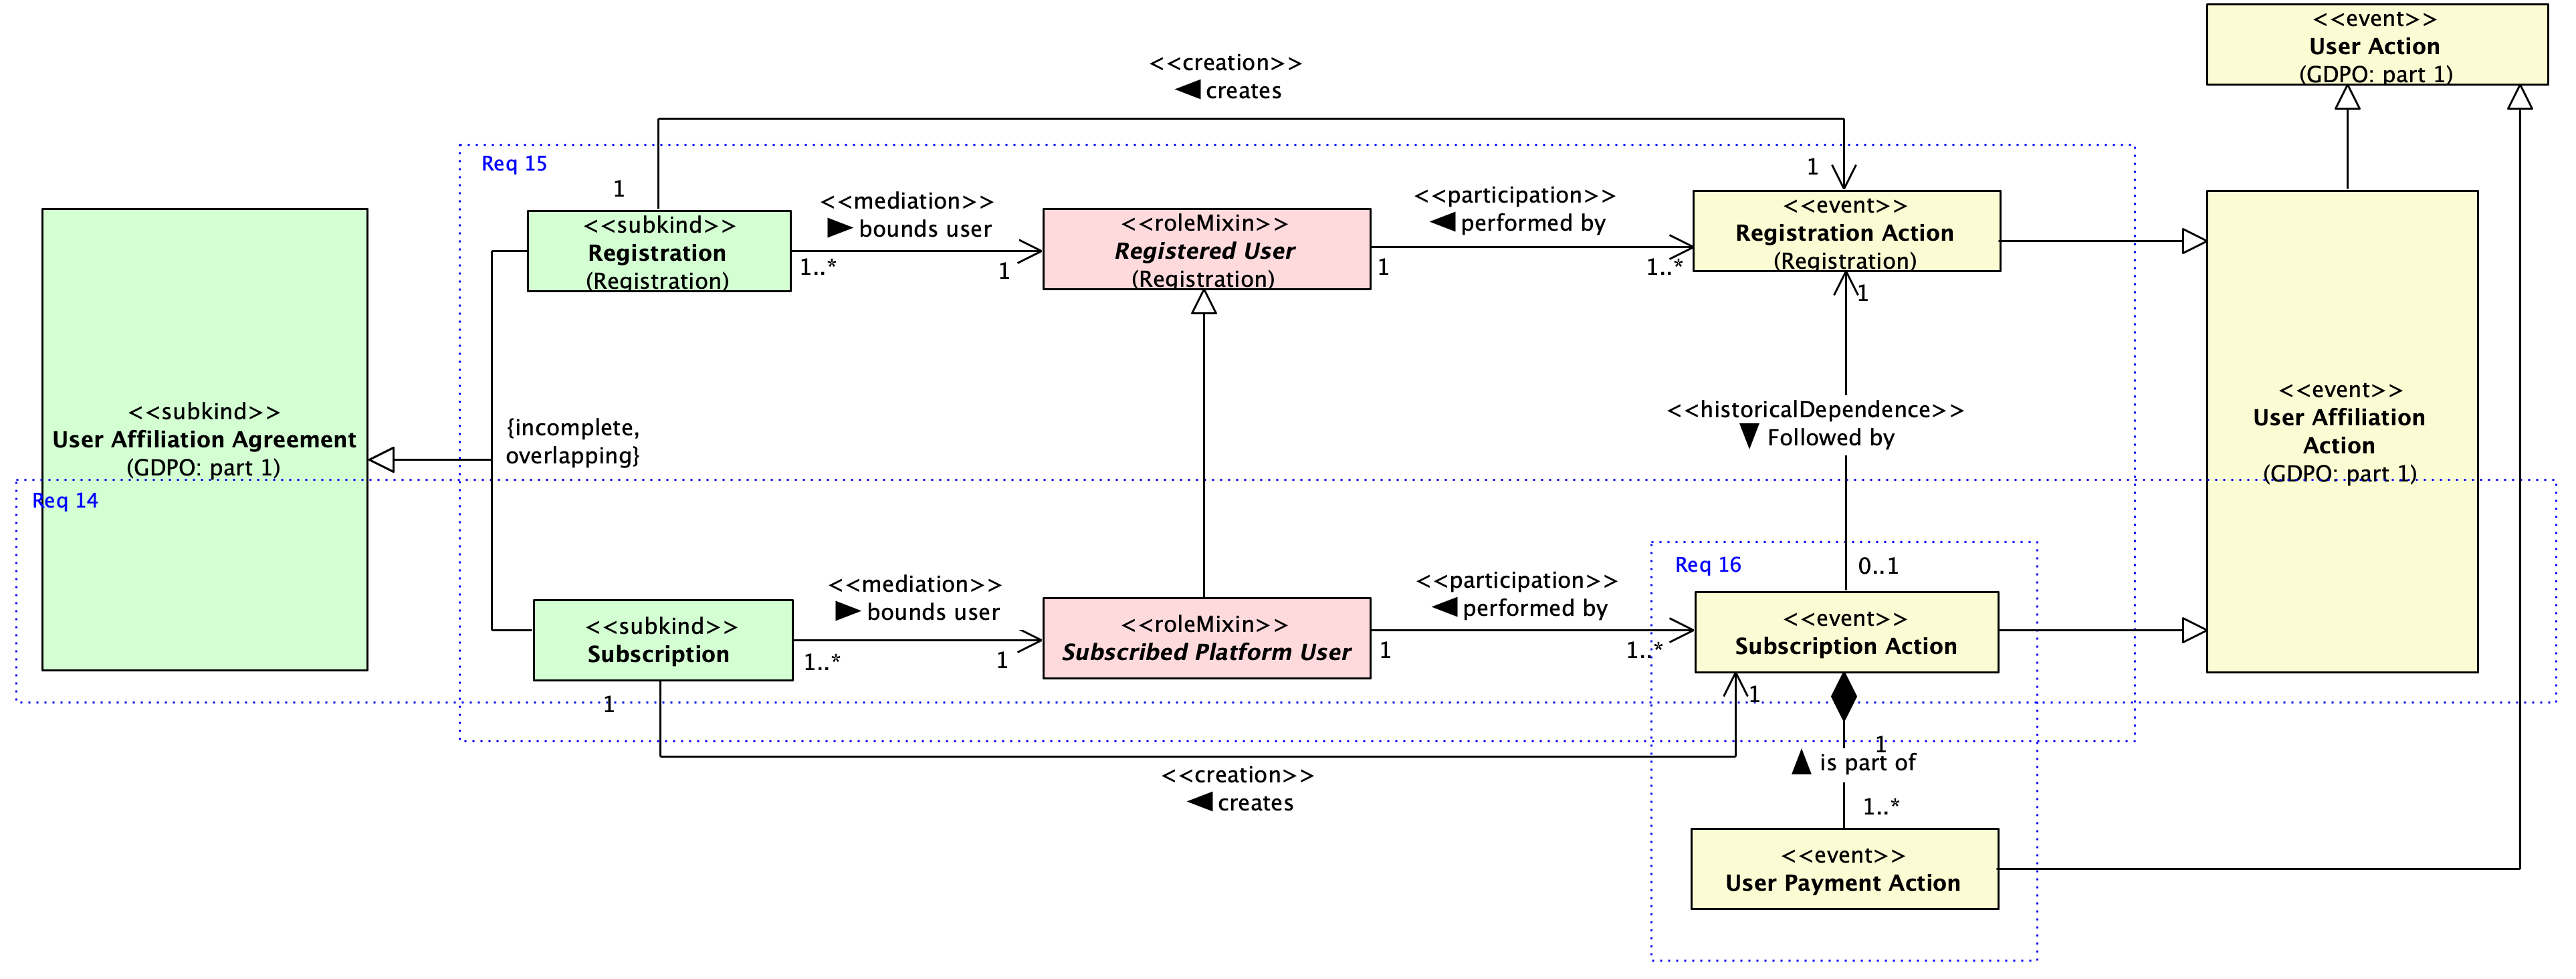 <<event>>
User Action
(GDPO: part 1)
<<creation>>
◀ creates
Req 15
1
1
<<mediation>>
▶ bounds user
<<participation>>
◀ performed by
<<subkind>>
Registration
(Registration)
<<roleMixin>>
Registered User
(Registration)
<<event>>
Registration Action
(Registration)
1..*
1
1
1..*
1
<<subkind>>
User Affiliation Agreement
(GDPO: part 1)
{incomplete,
overlapping}
<<historicalDependence>>
▼ Followed by
<<event>>
User Affiliation
Action
(GDPO: part 1)
Req 14
Req 16
0..1
<<mediation>>
▶ bounds user
<<participation>>
◀ performed by
<<subkind>>
Subscription
<<roleMixin>>
Subscribed Platform User
<<event>>
Subscription Action
1..*
1
1
1..*
1
1
1
▲ is part of
<<creation>>
◀ creates
1..*
<<event>>
User Payment Action